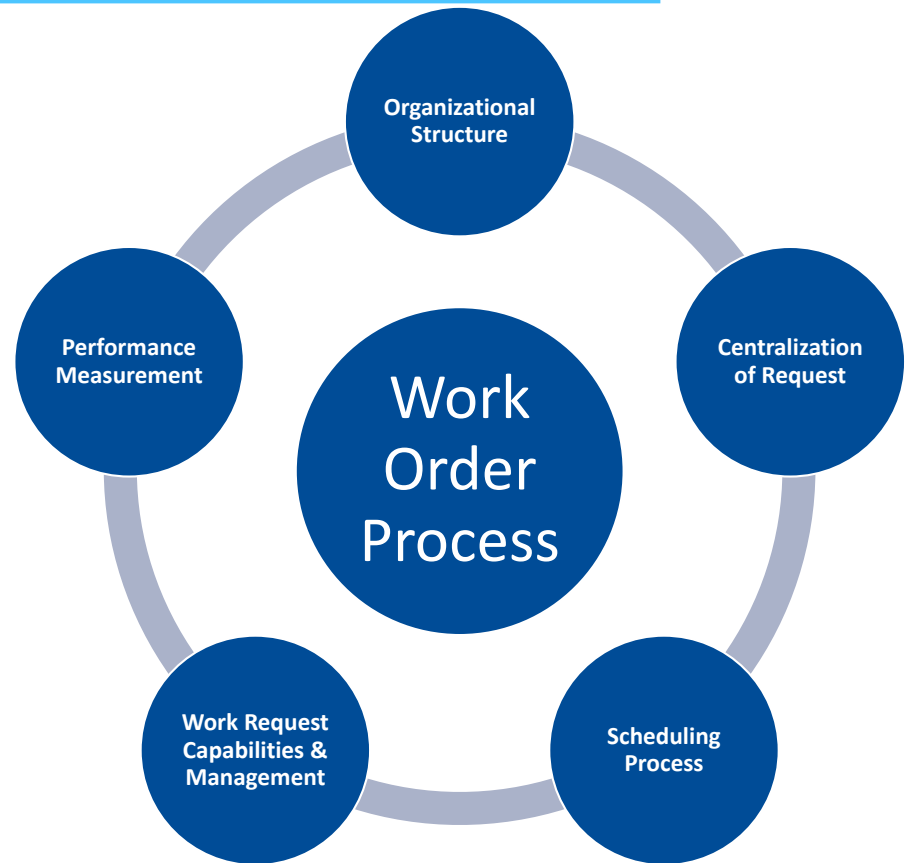 Organizational
Structure
Centralization
of Request
Scheduling
Process
Work Request
Capabilities &
Management
Performance
Measurement
Work
Order
Process